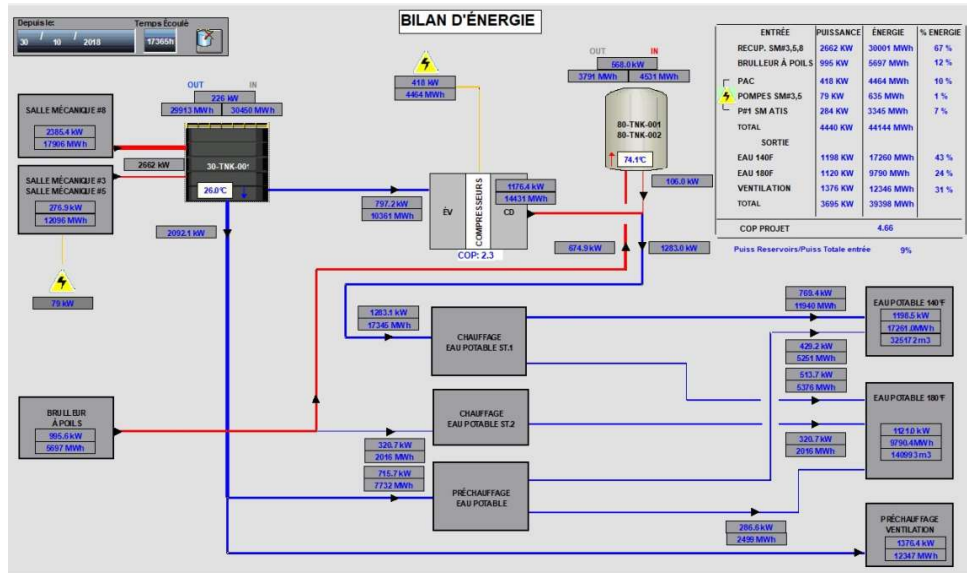 BILAN D'ÉNERGIE
Depuis le: Temps Écoulé
30 / 10 / 2018 17365h
SALLE MÉCANIQUE #8
2385.4 kW
17906 MWh
SALLE MÉCANIQUE #3
SALLE MÉCANIQUE #5
276.9 kW
12096 MWh
79 kW
2662 kW
OUT IN
226 kW
29913 MWh 30450 MWh
30-TNK-001
26.0°C
2092.1 kW
418 kW
4464 MWh
797.2 kW
10361 MWh
ÉV COMPRESSEURS CD
COP: 2.3
1176.4 kW
14431 MWh
OUT IN
568.0 kW
3791 MWh 4531 MWh
80-TNK-001
80-TNK-002
74.1°C
106.0 kW
674.9 kW
1283.0 kW
ENTRÉE PUISSANCE ÉNERGIE % ENERGIE
RECUP. SM#3,5,8 2662 KW 30001 MWh 67 %
BRULLEUR À POILS 995 KW 5697 MWh 12 %
PAC 418 KW 4464 MWh 10 %
POMPES SM#3,5 79 KW 635 MWh 1 %
P#1 SM ATIS 284 KW 3345 MWh 7 %
TOTAL 4440 KW 44144 MWh
SORTIE
EAU 140F 1198 KW 17260 MWh 43 %
EAU 180F 1120 KW 9790 MWh 24 %
VENTILATION 1376 KW 12346 MWh 31 %
TOTAL 3695 KW 39398 MWh
COP PROJET 4.66
Puiss Reservoirs/Puiss Totale entrée 9%
1283.1 kW
17345 MWh
CHAUFFAGE
EAU POTABLE ST.1
769.4 kW
11940 MWh
429.2 kW
5251 MWh
513.7 kW
5376 MWh
EAU POTABLE 140°F
1198.5 kW
17261.0MWh
325172 m3
BRULLEUR
À POILS
995.6 kW
5697 MWh
CHAUFFAGE
EAU POTABLE ST.2
320.7 kW
2016 MWh
320.7 kW
2016 MWh
EAU POTABLE 180°F
1121.0 kW
9790.4MWh
140993 m3
715.7 kW
7732 MWh
PRÉCHAUFFAGE
EAU POTABLE
286.6 kW
2499 MWh
PRÉCHAUFFAGE
VENTILATION
1376.4 kW
12347 MWh